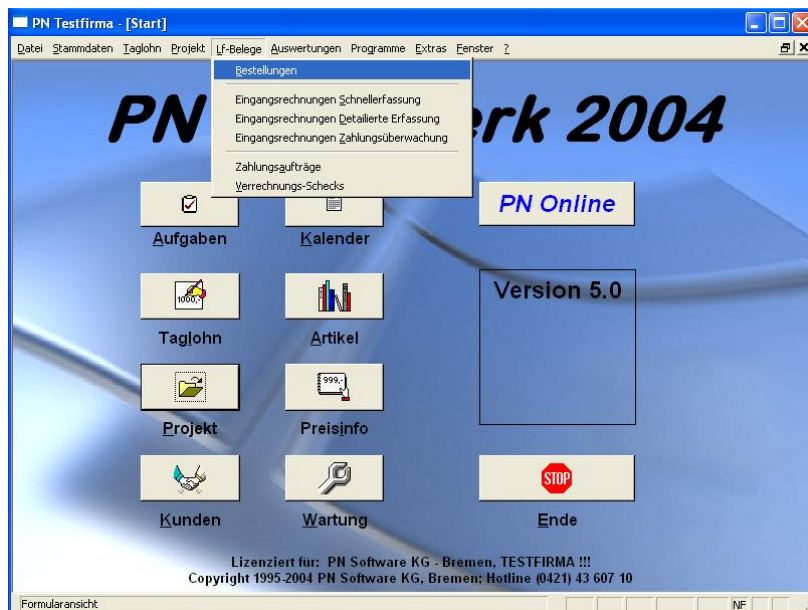 PN Testfirma - [Start]
Datei Stammdaten Taglohn Projekt Lf-Belege Auswertungen Programme Extras Fenster ?
Bestellungen
Eingangsrechnungen Schnellerfassung
Eingangsrechnungen Detailierte Erfassung
Eingangsrechnungen Zahlungsüberwachung
Zahlungsaufträge
Verrechnungs-Schecks
PN erk 2004
PN Online
Aufgaben Kalender
Version 5.0
1000,-
Taglohn Artikel
999,-
Projekt Preisinfo
STOP
Kunden Wartung Ende
Lizenziert für: PN Software KG - Bremen, TESTFIRMA !!!
Copyright 1995-2004 PN Software KG, Bremen; Hotline (0421) 43 607 10
Formularansicht NF